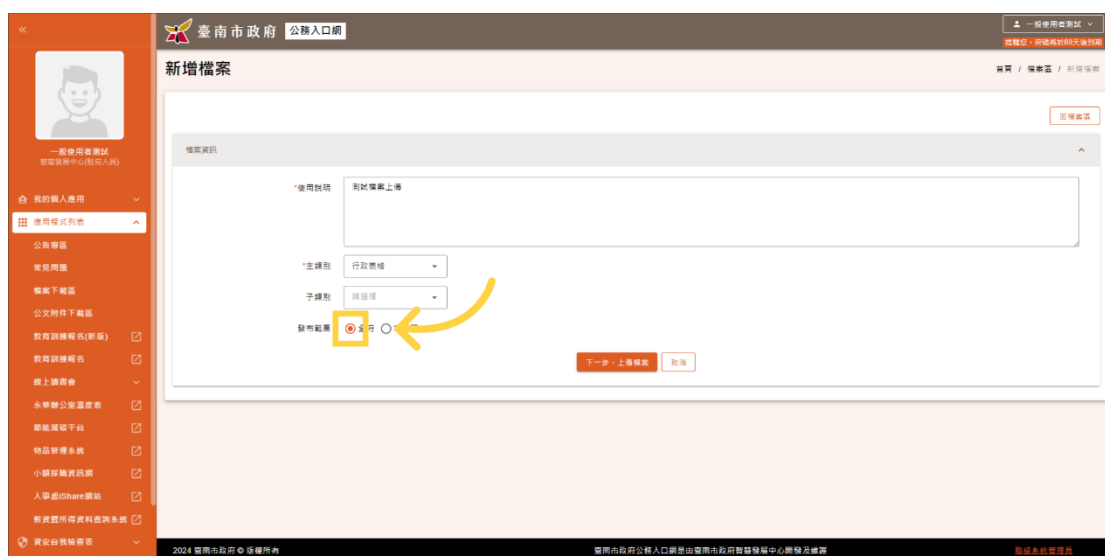 臺南市政府 公務入口網
一般使用者測試
提醒您，密碼將於80天後到期
新增檔案
首頁 / 檔案區 / 新增檔案
回檔案區
一般使用者測試
智慧發展中心(駐府人員)
檔案資訊
*使用說明
測試檔案上傳
*主類別
行政表格
子類別
請選擇
發布範圍
全府
下一步，上傳檔案
取消
我的個人應用
應用程式列表
公告專區
常見問題
檔案下載區
公文附件下載區
教育訓練報名(新版)
教育訓練報名
線上讀書會
永華辦公室溫度表
節能減碳平台
物品管理系統
小額採購資訊網
人事處iShare網站
薪資暨所得資料查詢系統
資安自我檢查表
2024 臺南市政府 © 版權所有
臺南市政府公務入口網是由臺南市政府智慧發展中心開發及維護
聯絡系統管理員